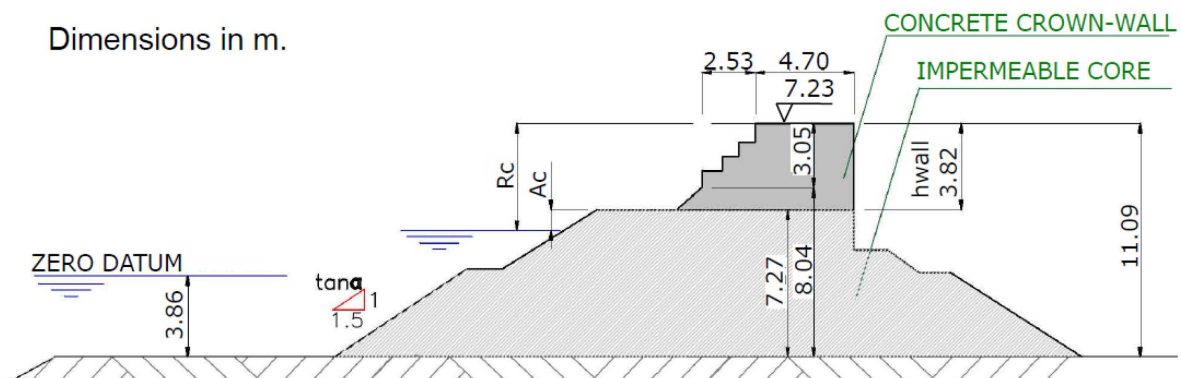 Dimensions in m.
CONCRETE CROWN-WALL
2.53
4.70
7.23
IMPERMEABLE CORE
Rc
Ac
3.05
hwall
3.82
11.09
ZERO DATUM
tanα
1
1.5
3.86
7.27
8.04